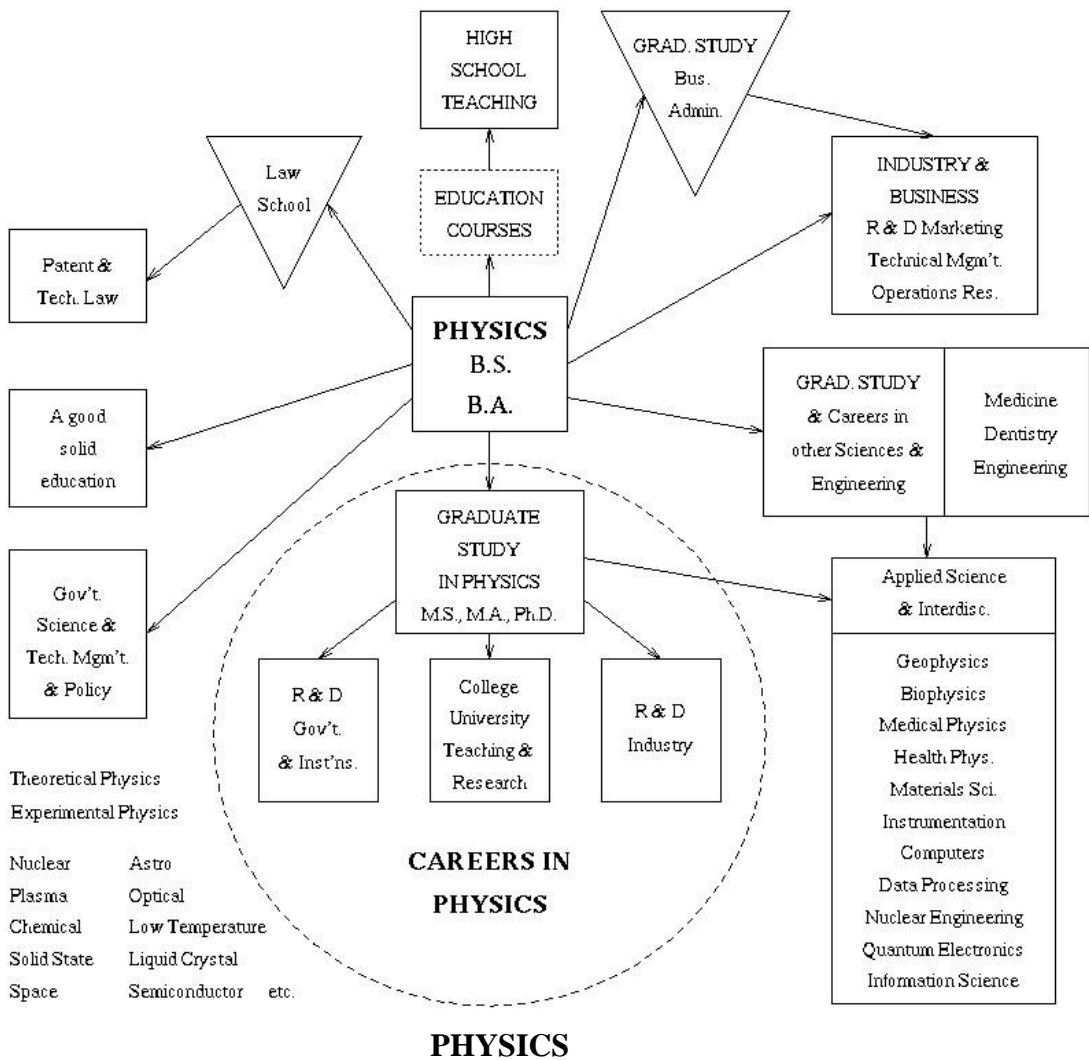 HIGH
SCHOOL
TEACHING
GRAD. STUDY
Bus.
Admin.
Law
School
EDUCATION
COURSES
INDUSTRY &
BUSINESS
R & D Marketing
Technical Mgm't.
Operations Res.
Patent &
Tech. Law
PHYSICS
B.S.
B.A.
A good
solid
education
GRAD. STUDY
& Careers in
other Sciences &
Engineering
Medicine
Dentistry
Engineering
GRADUATE
STUDY
IN PHYSICS
M.S., M.A., Ph.D.
Gov't.
Science &
Tech. Mgm't.
& Policy
Applied Science
& Interdisc.
R & D
Gov't.
& Inst'ns.
College
University
Teaching &
Research
R & D
Industry
Geophysics
Biophysics
Medical Physics
Health Phys.
Materials Sci.
Instrumentation
Computers
Data Processing
Nuclear Engineering
Quantum Electronics
Information Science
CAREERS IN
PHYSICS
Theoretical Physics
Experimental Physics
Nuclear Astro
Plasma Optical
Chemical Low Temperature
Solid State Liquid Crystal
Space Semiconductor etc.
PHYSICS